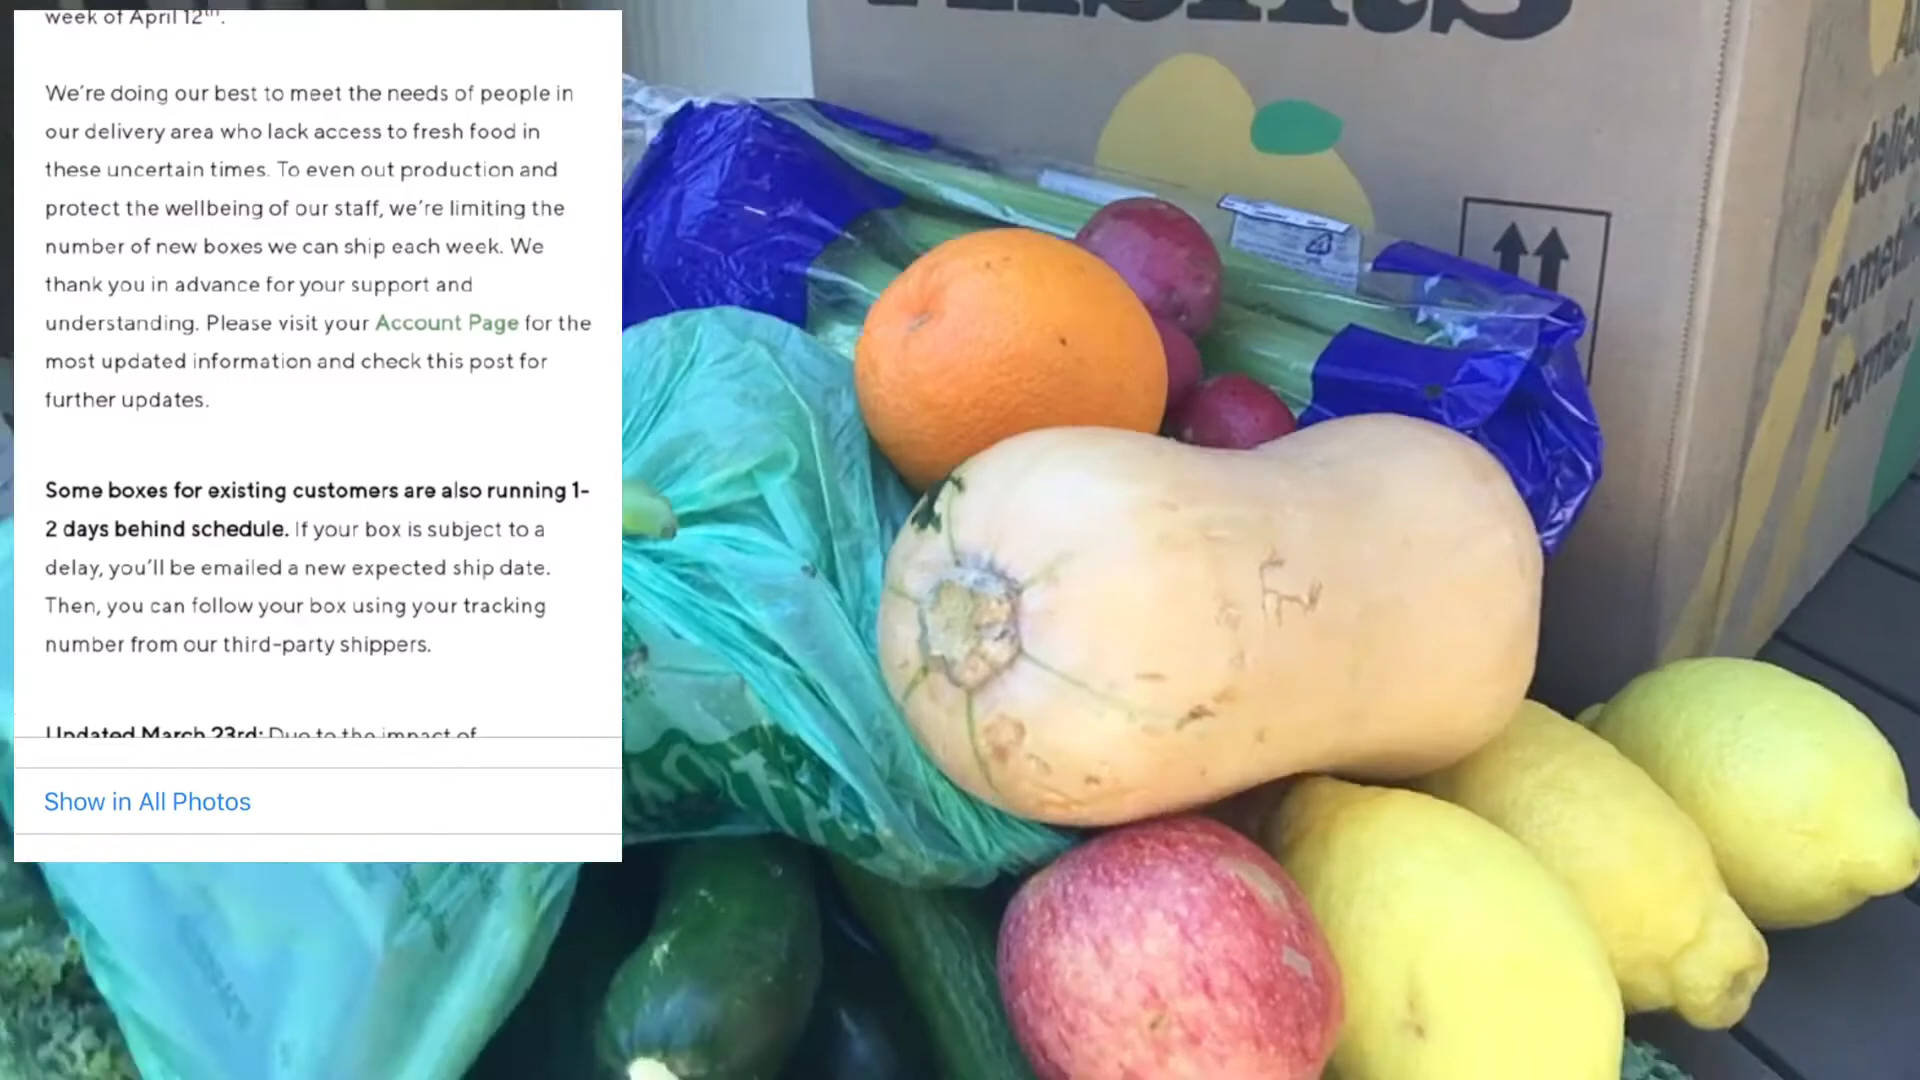 week of April 12th.
We're doing our best to meet the needs of people in
our delivery area who lack access to fresh food in
these uncertain times. To even out production and
protect the wellbeing of our staff, we're limiting the
number of new boxes we can ship each week. We
thank you in advance for your support and
understanding. Please visit your Account Page for the
most updated information and check this post for
further updates.
Some boxes for existing customers are also running 1-
2 days behind schedule. If your box is subject to a
delay, you'll be emailed a new expected ship date.
Then, you can follow your box using your tracking
number from our third-party shippers.
Updated March 23rd: Due to the impact of
Show in All Photos
normal